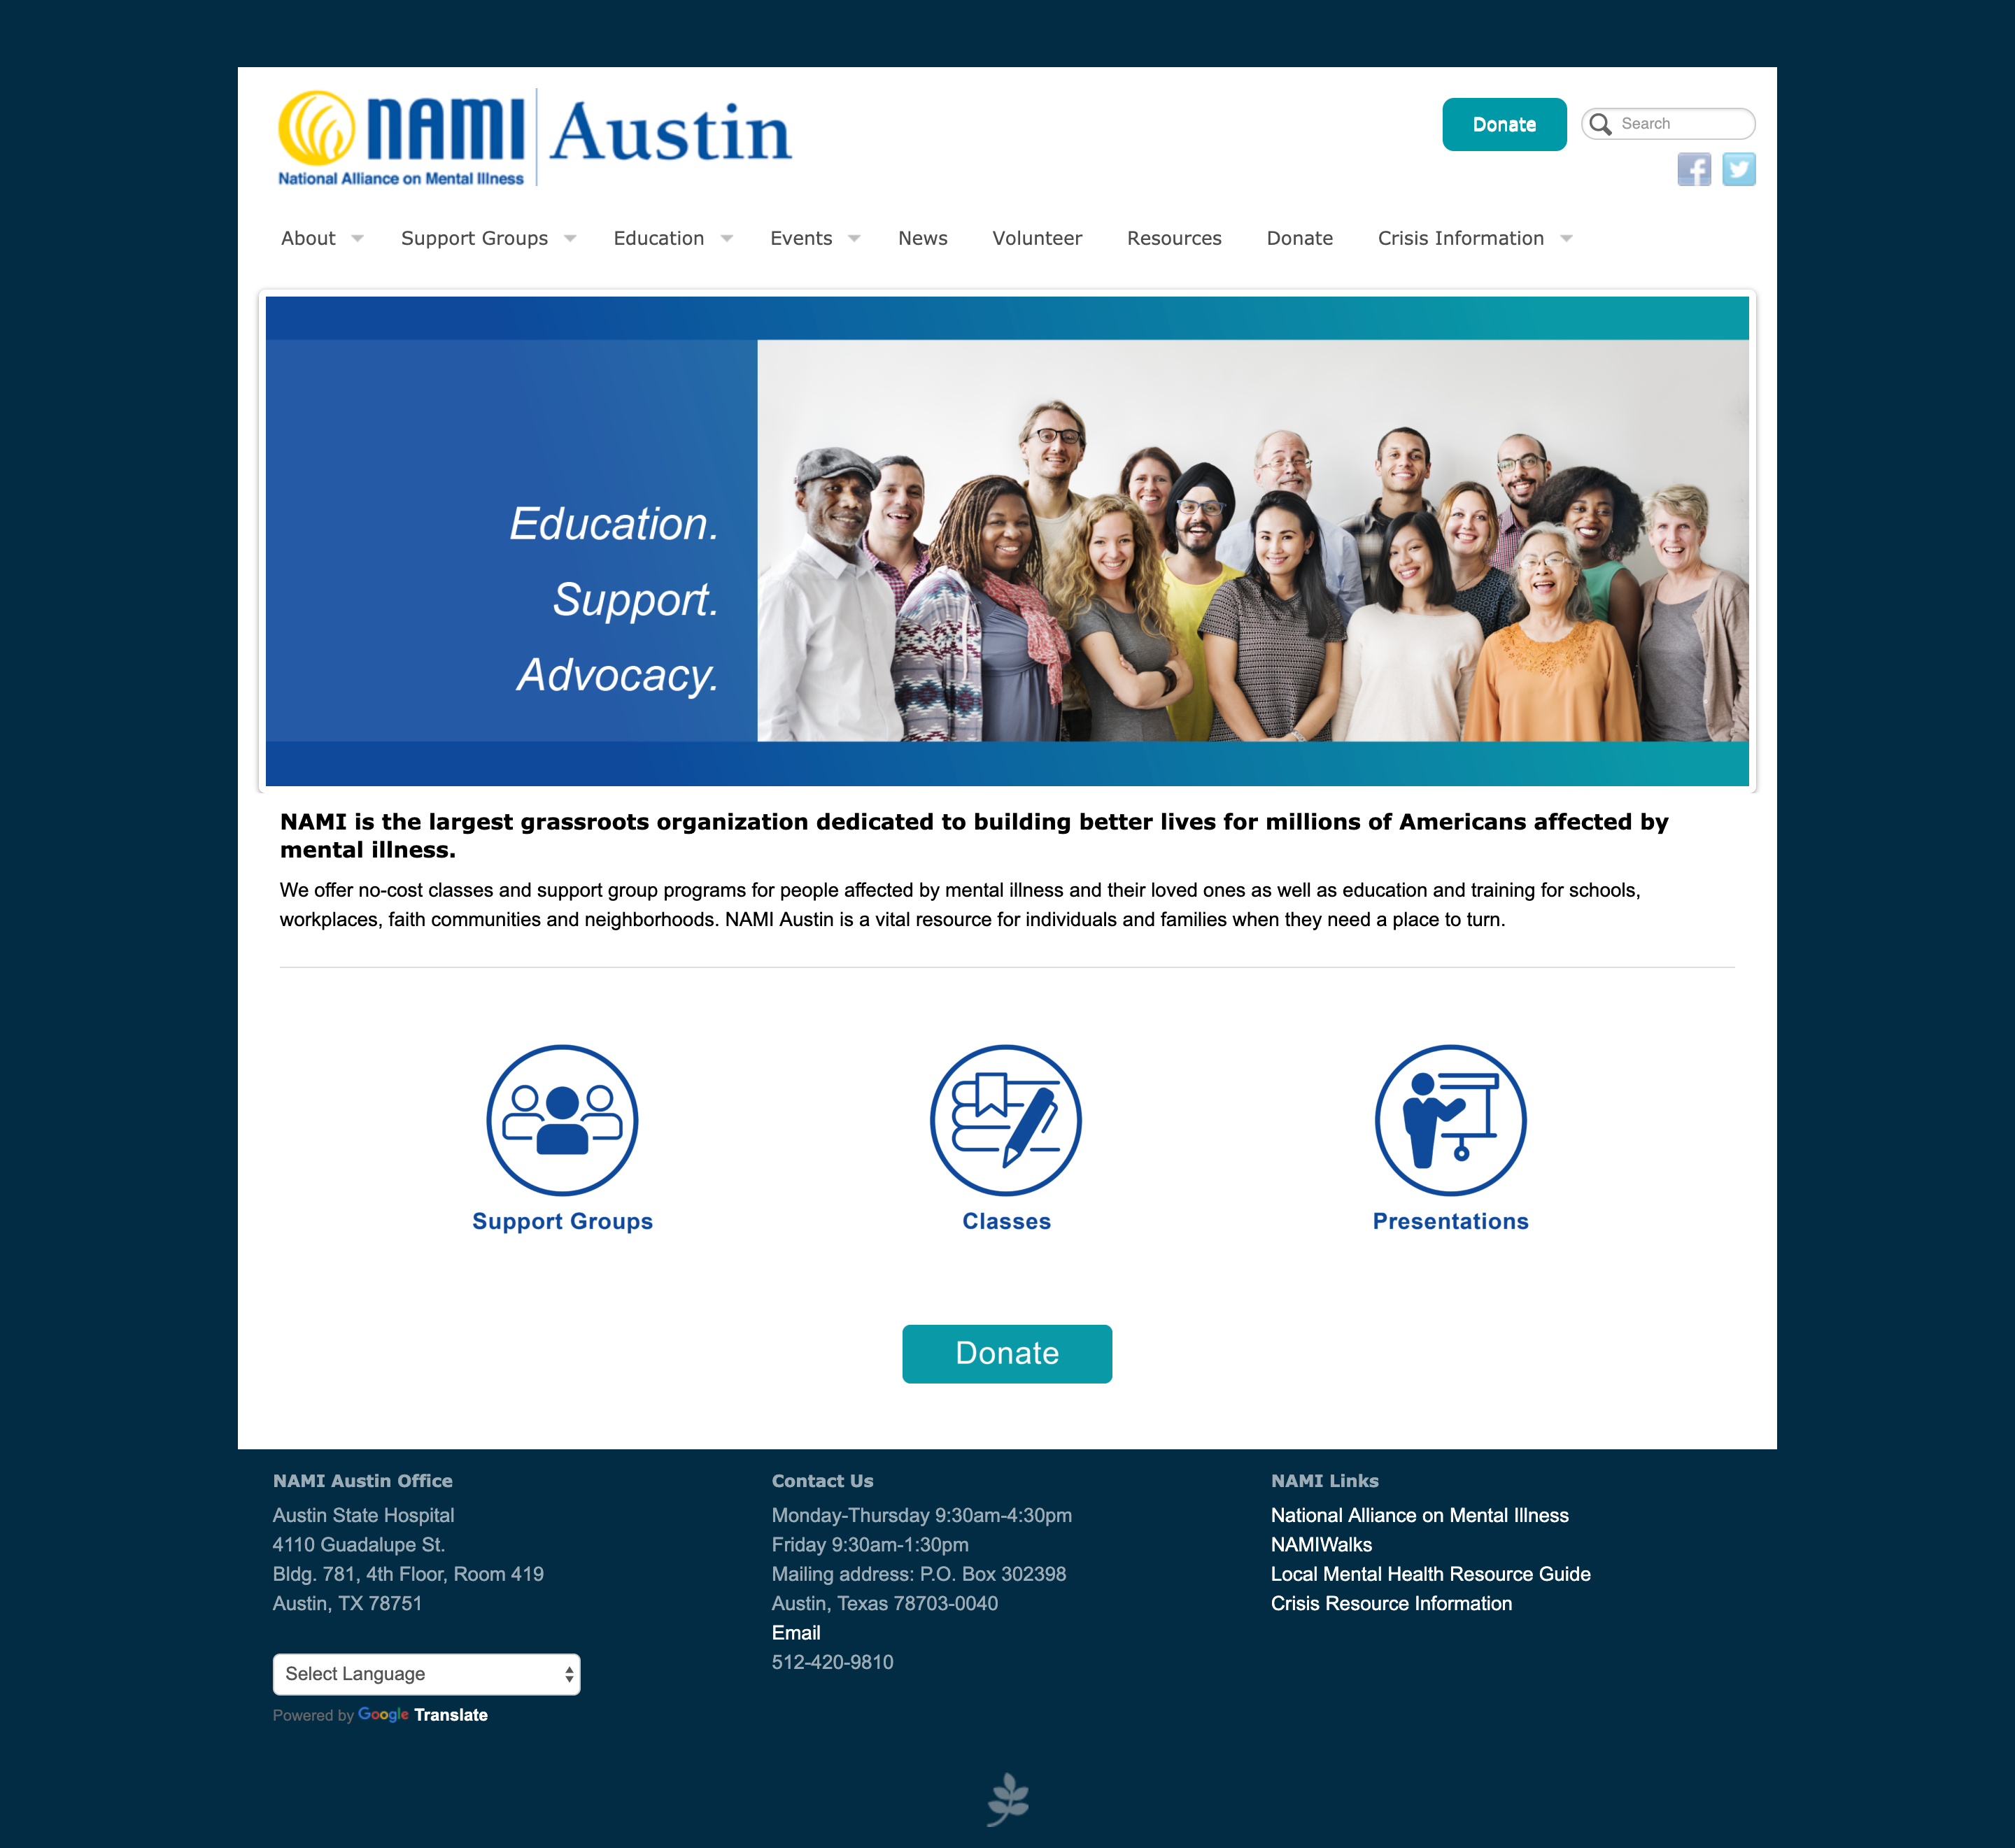 NAMI Austin
National Alliance on Mental Illness
Donate
Search
About Support Groups Education Events News Volunteer Resources Donate Crisis Information
Education.
Support.
Advocacy.
NAMI is the largest grassroots organization dedicated to building better lives for millions of Americans affected by
mental illness.
We offer no-cost classes and support group programs for people affected by mental illness and their loved ones as well as education and training for schools,
workplaces, faith communities and neighborhoods. NAMI Austin is a vital resource for individuals and families when they need a place to turn.
Support Groups
Classes
Presentations
Donate
NAMI Austin Office
Austin State Hospital
4110 Guadalupe St.
Bldg. 781, 4th Floor, Room 419
Austin, TX 78751
Select Language
Powered by Google Translate
Contact Us
Monday-Thursday 9:30am-4:30pm
Friday 9:30am-1:30pm
Mailing address: P.O. Box 302398
Austin, Texas 78703-0040
Email
512-420-9810
NAMI Links
National Alliance on Mental Illness
NAMIWalks
Local Mental Health Resource Guide
Crisis Resource Information